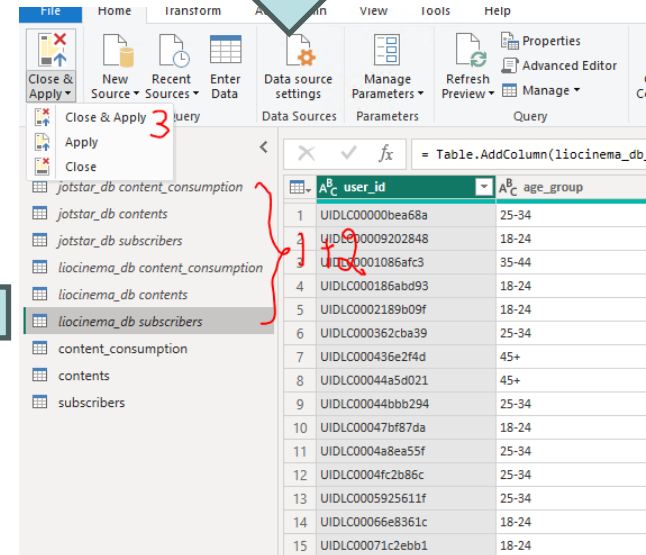 File Home Transform View Tools Help
Close & Apply New Source Recent Sources Enter Data Data source settings Manage Parameters Refresh Preview Properties Advanced Editor Manage
Data Sources Parameters Query
Close & Apply 3
Apply
Close
fx = Table.AddColumn(liocinema_db_
jotstar_db content_consumption
jotstar_db contents
jotstar_db subscribers
liocinema_db content_consumption
liocinema_db contents
liocinema_db subscribers
content_consumption
contents
subscribers
1 to 2
ABC user_id ABC age_group
1 UIDLC00000bea68a 25-34
2 UIDLC00009202848 18-24
3 UIDLC0001086afc3 35-44
4 UIDLC000186abd93 18-24
5 UIDLC0002189b09f 18-24
6 UIDLC000362cba39 25-34
7 UIDLC000436e2f4d 45+
8 UIDLC00044a5d021 45+
9 UIDLC00044bbb294 25-34
10 UIDLC00047bf87da 18-24
11 UIDLC0004a8ea55f 25-34
12 UIDLC0004fc2b86c 25-34
13 UIDLC0005925611f 25-34
14 UIDLC00066e8361c 18-24
15 UIDLC00071c2ebb1 18-24